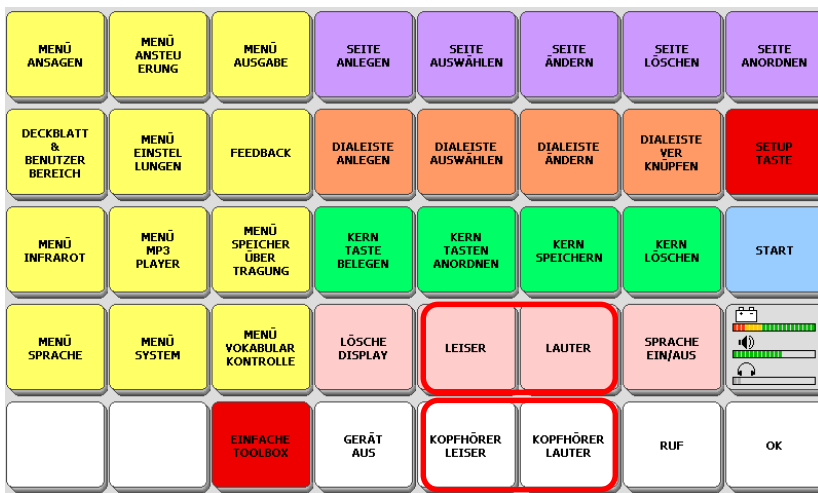 MENÜ
ANSAGEN
MENÜ
ANSTEU
ERUNG
MENÜ
AUSGABE
SEITE
ANLEGEN
SEITE
AUSWÄHLEN
SEITE
ÄNDERN
SEITE
LÖSCHEN
SEITE
ANORDNEN
DECKBLATT
&
BENUTZER
BEREICH
MENÜ
EINSTEL
LUNGEN
FEEDBACK
DIALEISTE
ANLEGEN
DIALEISTE
AUSWÄHLEN
DIALEISTE
ÄNDERN
DIALEISTE
VER
KNÜPFEN
SETUP
TASTE
MENÜ
INFRAROT
MENÜ
MP3
PLAYER
MENÜ
SPEICHER
ÜBER
TRAGUNG
KERN
TASTE
BELEGEN
KERN
TASTEN
ANORDNEN
KERN
SPEICHERN
KERN
LÖSCHEN
START
MENÜ
SPRACHE
MENÜ
SYSTEM
MENÜ
VOKABULAR
KONTROLLE
LÖSCHE
DISPLAY
LEISER
LAUTER
SPRACHE
EIN/AUS
EINFACHE
TOOLBOX
GERÄT
AUS
KOPFHÖRER
LEISER
KOPFHÖRER
LAUTER
RUF
OK